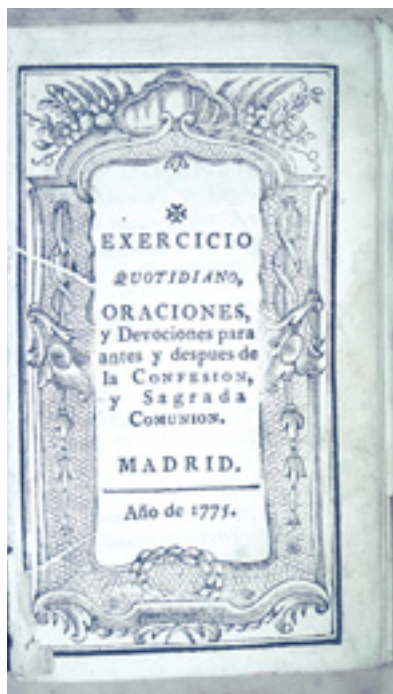 ✠
EXERCICIO
QUOTIDIANO,
ORACIONES,
y Devociones para
antes y despues de
la CONFESION,
y Sagrada
COMUNION.
MADRID.
Año de 1775.